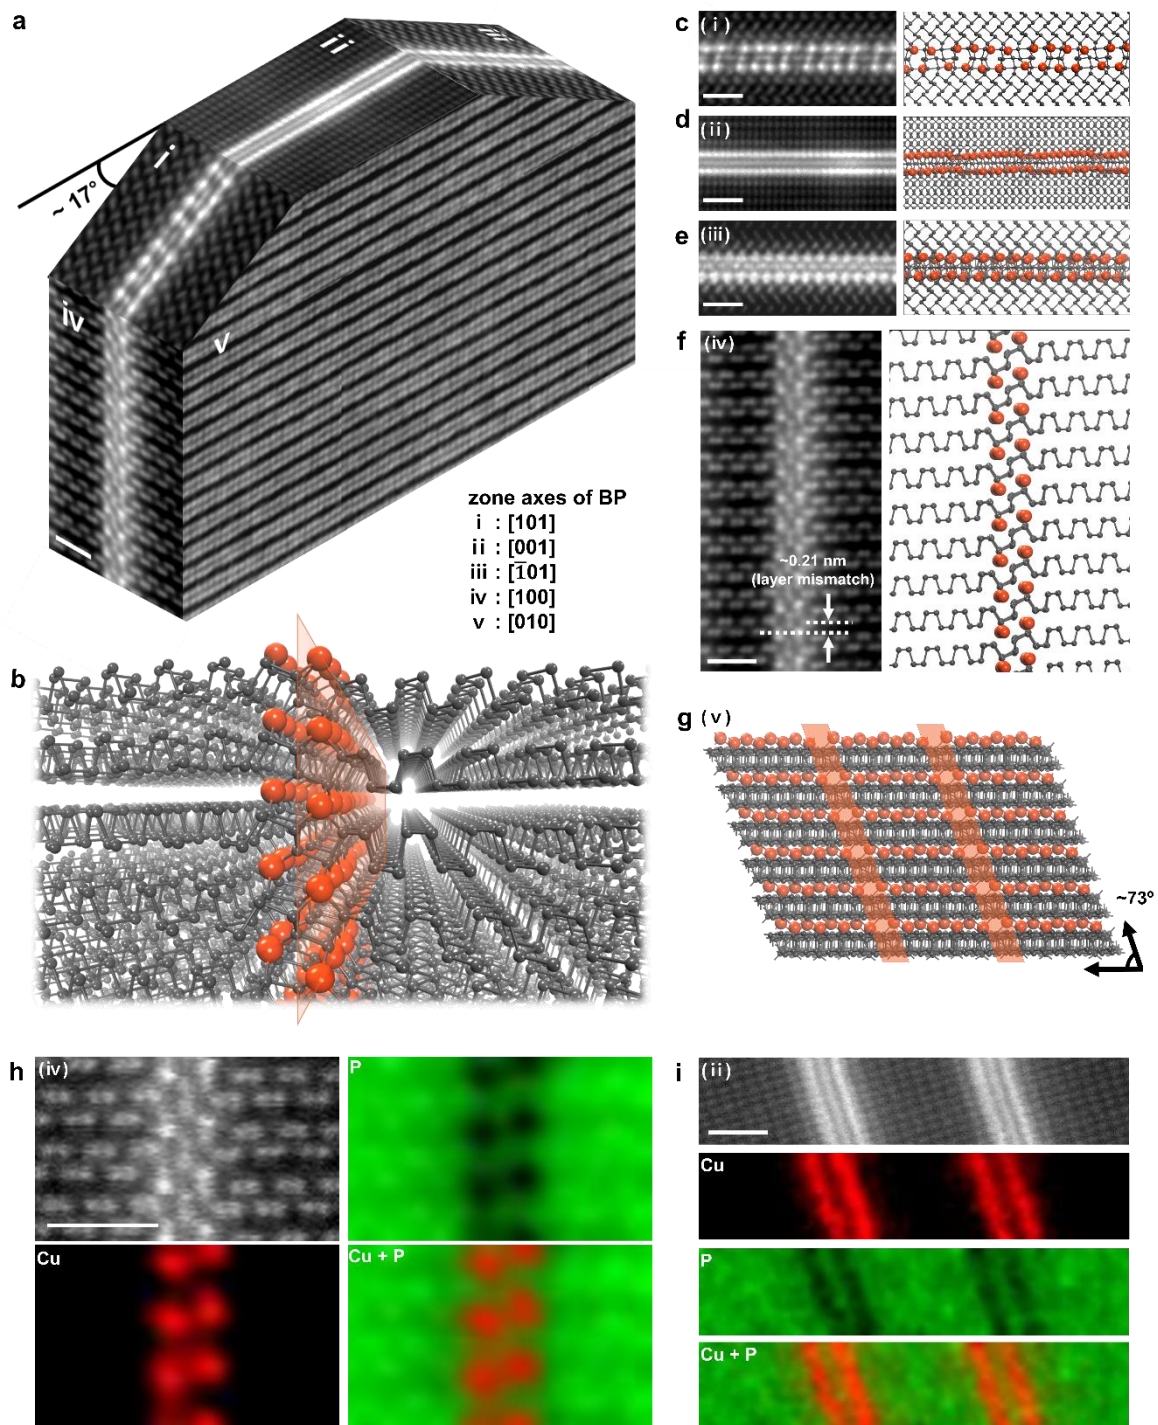 a
i
ii
iii
~ 17°
iv
v
zone axes of BP
i : [101]
ii : [001]
iii : [1̅01]
iv : [100]
v : [010]
b
c
(i)
d
(ii)
e
(iii)
f
(iv)
~0.21 nm
(layer mismatch)
g
(v)
~73°
h
(iv)
P
Cu
Cu + P
i
(ii)
Cu
P
Cu + P